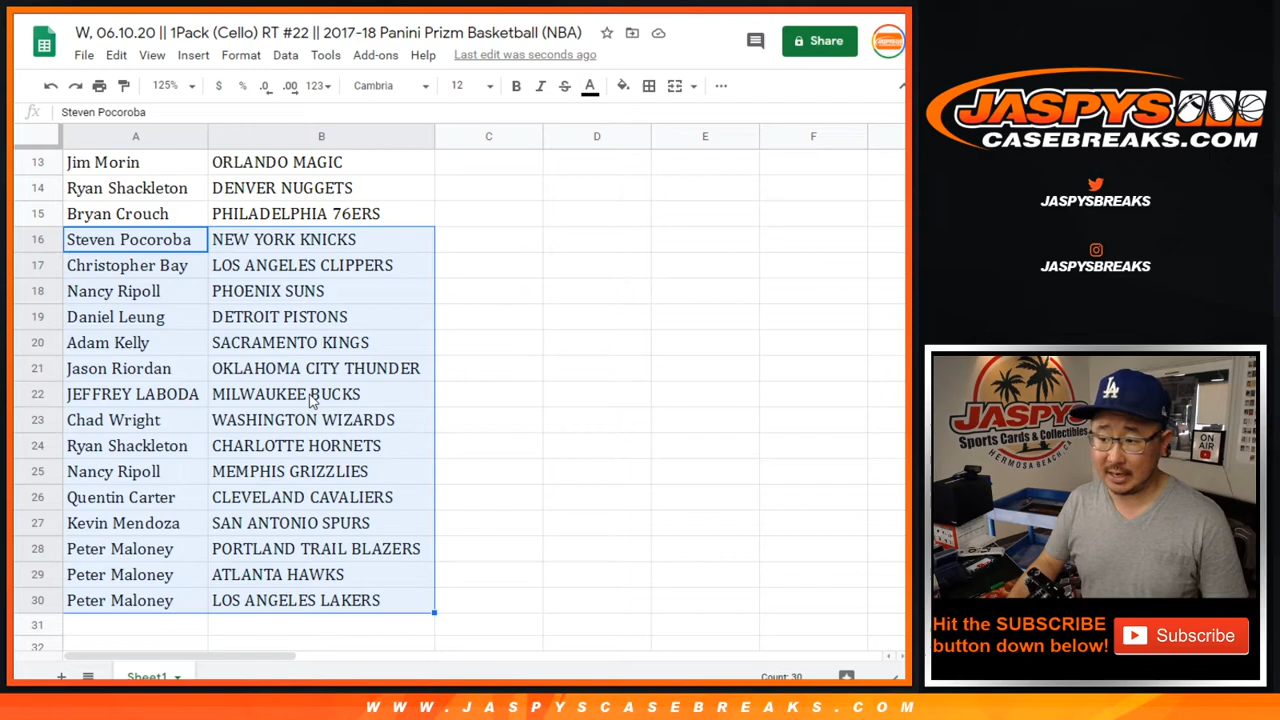 W, 06.10.20 || 1Pack (Cello) RT #22 || 2017-18 Panini Prizm Basketball (NBA)
File Edit View Insert Format Data Tools Add-ons Help Last edit was seconds ago
Share
125% $ % .0 .00 123 Cambria 12 B I S A
fx Steven Pocoroba
A B C D E F
13 Jim Morin ORLANDO MAGIC
14 Ryan Shackleton DENVER NUGGETS
15 Bryan Crouch PHILADELPHIA 76ERS
16 Steven Pocoroba NEW YORK KNICKS
17 Christopher Bay LOS ANGELES CLIPPERS
18 Nancy Ripoll PHOENIX SUNS
19 Daniel Leung DETROIT PISTONS
20 Adam Kelly SACRAMENTO KINGS
21 Jason Riordan OKLAHOMA CITY THUNDER
22 JEFFREY LABODA MILWAUKEE BUCKS
23 Chad Wright WASHINGTON WIZARDS
24 Ryan Shackleton CHARLOTTE HORNETS
25 Nancy Ripoll MEMPHIS GRIZZLIES
26 Quentin Carter CLEVELAND CAVALIERS
27 Kevin Mendoza SAN ANTONIO SPURS
28 Peter Maloney PORTLAND TRAIL BLAZERS
29 Peter Maloney ATLANTA HAWKS
30 Peter Maloney LOS ANGELES LAKERS
31
32
Sheet1 Count: 30
JASPYS
CASEBREAKS.COM
JASPYSBREAKS
JASPYSBREAKS
JASPYS
Sports Cards & Collectibles
HERMOSA BEACH, CA
ON AIR
LA
Hit the SUBSCRIBE
button down below!
Subscribe
WWW.JASPYSCASEBREAKS.COM